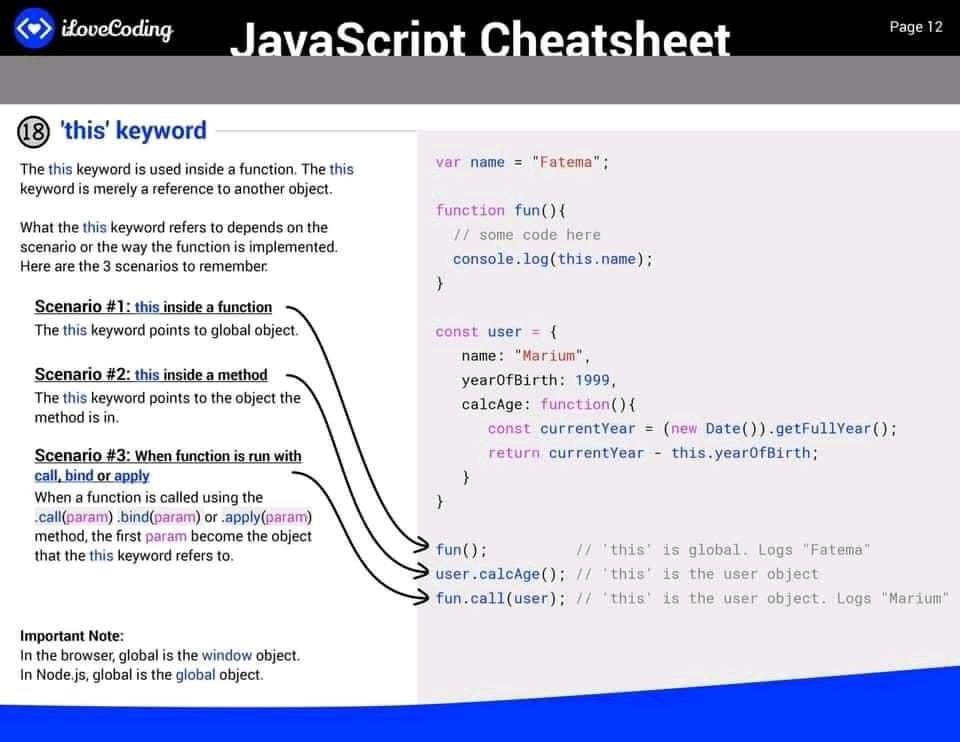 iLoveCoding
JavaScript Cheatsheet
Page 12
18 'this' keyword
The this keyword is used inside a function. The this
keyword is merely a reference to another object.
What the this keyword refers to depends on the
scenario or the way the function is implemented.
Here are the 3 scenarios to remember:
Scenario #1: this inside a function
The this keyword points to global object.
Scenario #2: this inside a method
The this keyword points to the object the
method is in.
Scenario #3: When function is run with
call, bind or apply
When a function is called using the
.call(param) .bind(param) or .apply(param)
method, the first param become the object
that the this keyword refers to.
Important Note:
In the browser, global is the window object.
In Node.js, global is the global object.
var name = "Fatema";
function fun(){
// some code here
console.log(this.name);
}
const user = {
name: "Marium",
yearOfBirth: 1999,
calcAge: function(){
const currentYear = (new Date()).getFullYear();
return currentYear - this.yearOfBirth;
}
}
fun(); // 'this' is global. Logs "Fatema"
user.calcAge(); // 'this' is the user object
fun.call(user); // 'this' is the user object. Logs "Marium"